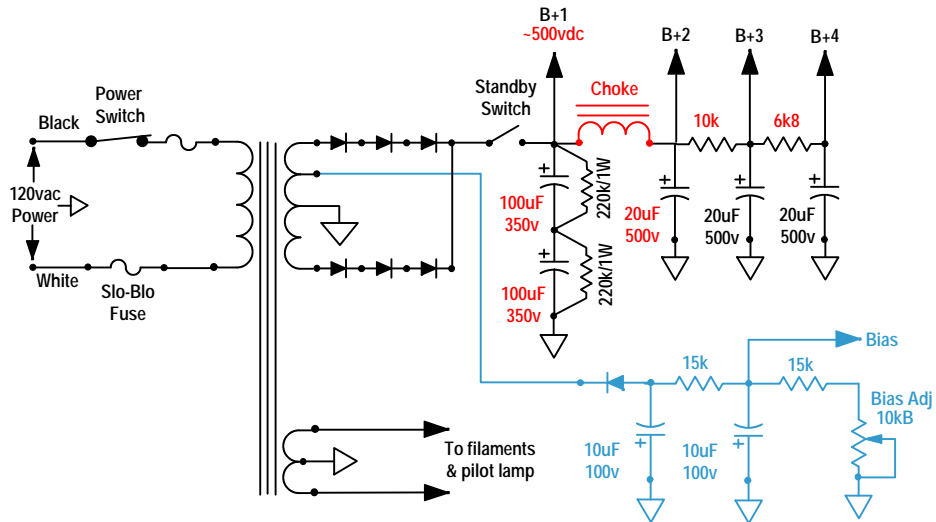 B+1
~500vdc
B+2
B+3
B+4
Standby
Switch
Choke
Power
Switch
Black
10k
6k8
120vac
Power
+
100uF
350v
220k/1W
+
20uF
500v
+
20uF
500v
+
20uF
500v
White
Slo-Blo
Fuse
+
100uF
350v
220k/1W
Bias
15k
15k
Bias Adj
10kB
To filaments
& pilot lamp
10uF
100v
+
10uF
100v
+